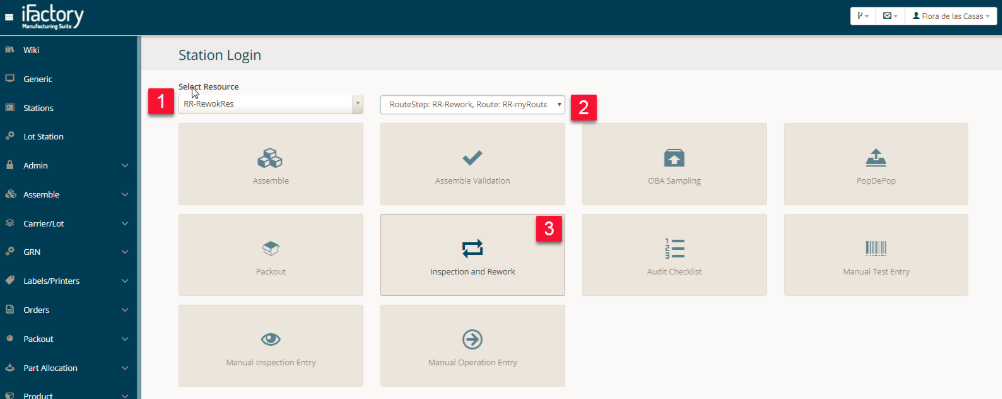 iFactory
Manufacturing Suite
Flora de las Casas
Wiki
Generic
Stations
Lot Station
Admin
Assemble
Carrier/Lot
GRN
Labels/Printers
Orders
Packout
Part Allocation
Product
Station Login
Select Resource
1
RR-RewokRes
RouteStep: RR-Rework, Route: RR-myRoute
2
Assemble
Assemble Validation
OBA Sampling
PopDePop
Packout
3
Inspection and Rework
1
2
3
Audit Checklist
Manual Test Entry
Manual Inspection Entry
Manual Operation Entry